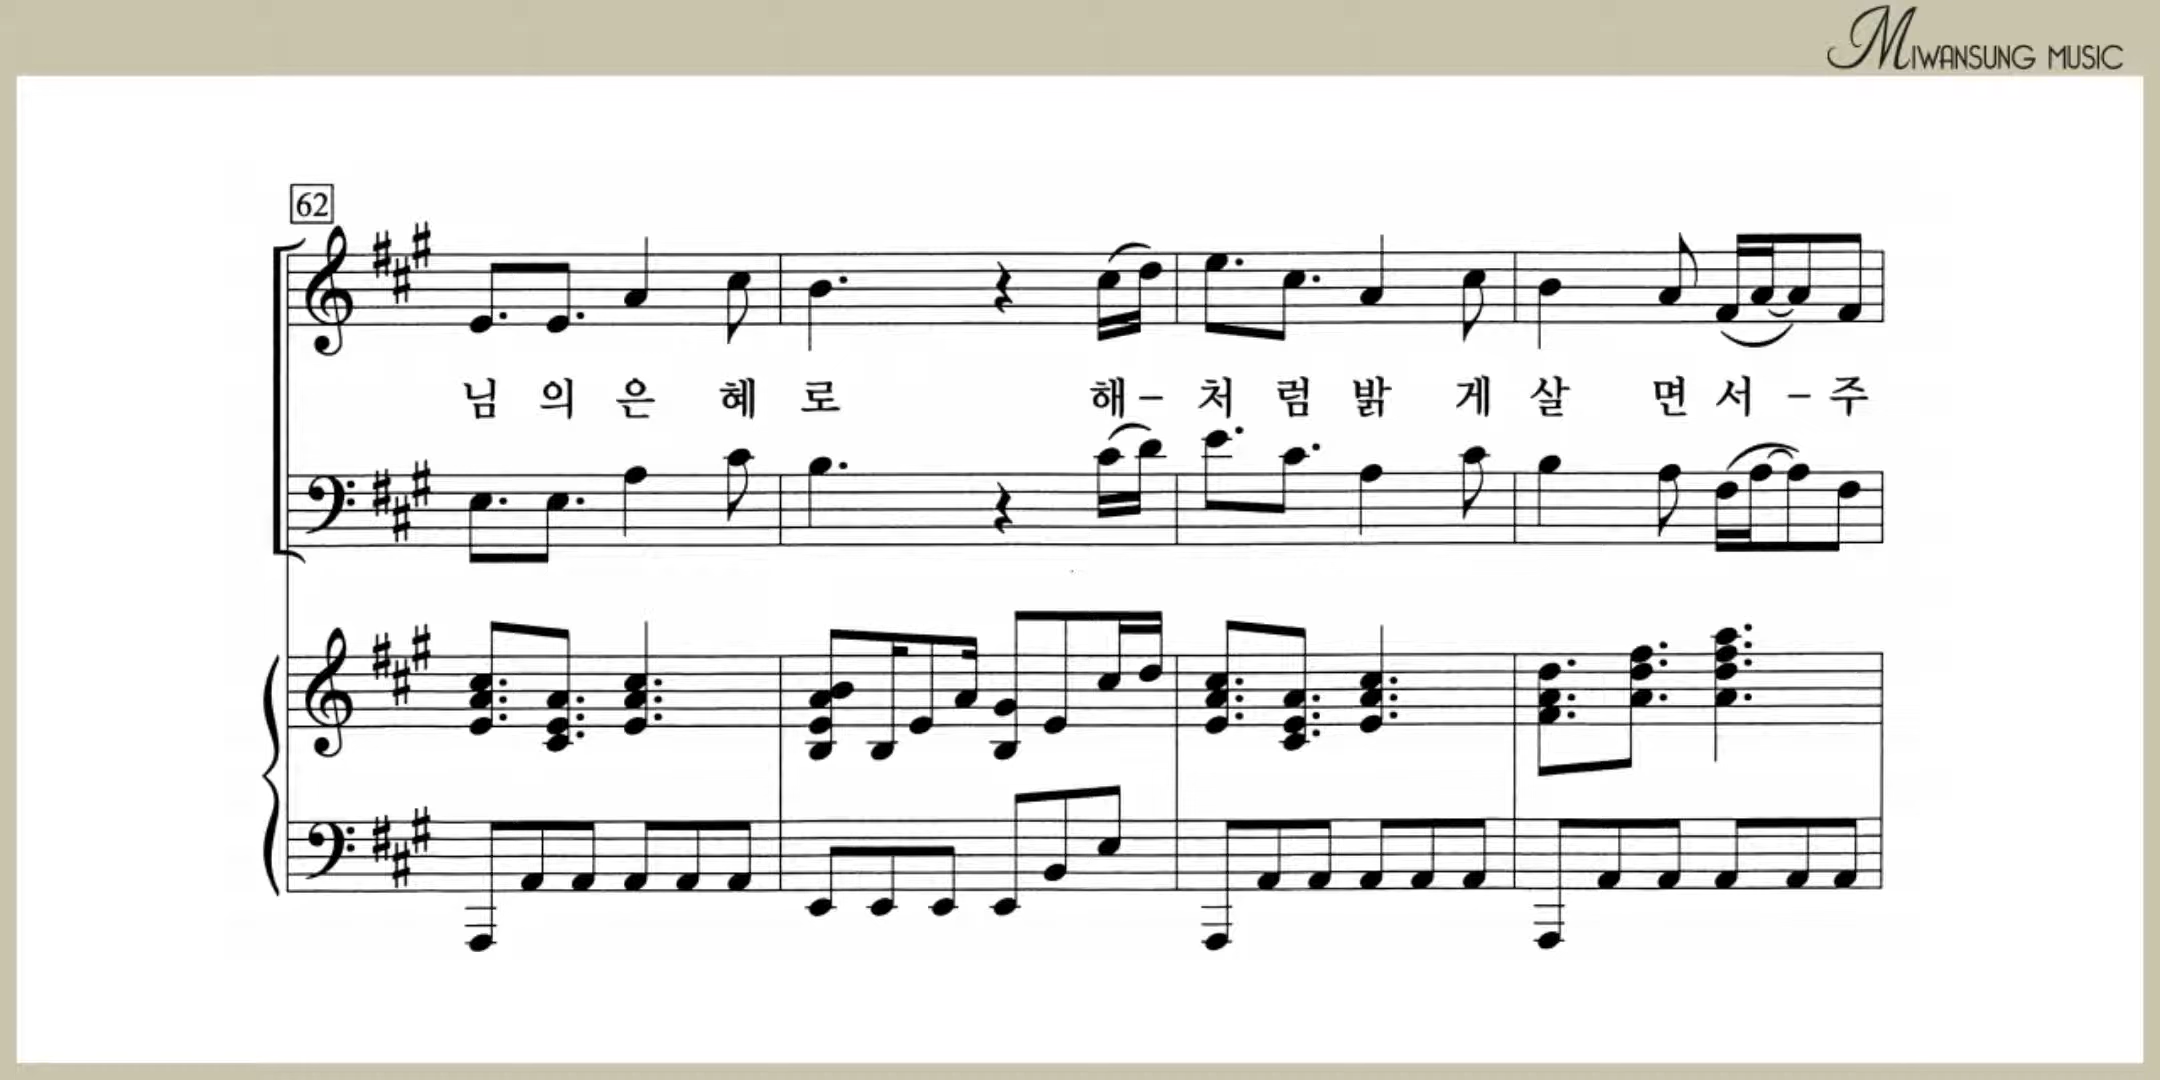 MIWANSUNG MUSIC
62
님 의 은 혜 로 해 - 처 럼 밝 게 살 면 서 - 주